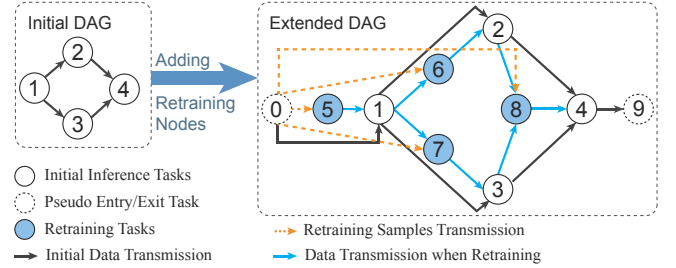 Initial DAG
1
2
3
4
Adding
Retraining
Nodes
Extended DAG
0
5
1
6
7
2
3
8
4
9
Initial Inference Tasks
Pseudo Entry/Exit Task
Retraining Tasks
Initial Data Transmission
Retraining Samples Transmission
Data Transmission when Retraining